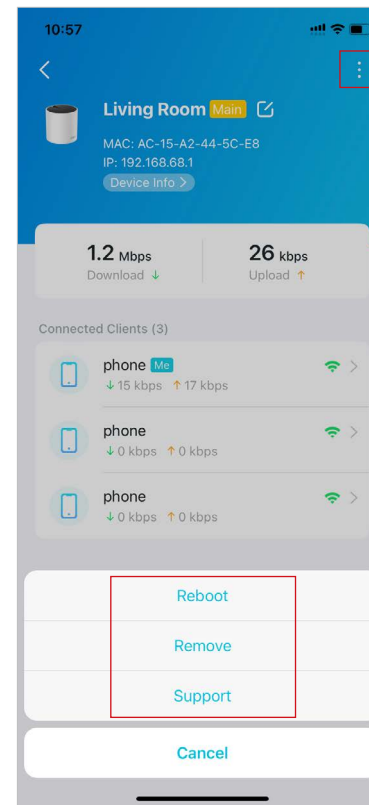 10:57
Living Room Main
MAC: AC-15-A2-44-5C-E8
IP: 192.168.68.1
Device Info >
1.2 Mbps
Download ↓
26 kbps
Upload ↑
Connected Clients (3)
phone Me
↓ 15 kbps ↑ 17 kbps
phone
↓ 0 kbps ↑ 0 kbps
phone
↓ 0 kbps ↑ 0 kbps
Reboot
Remove
Support
Cancel